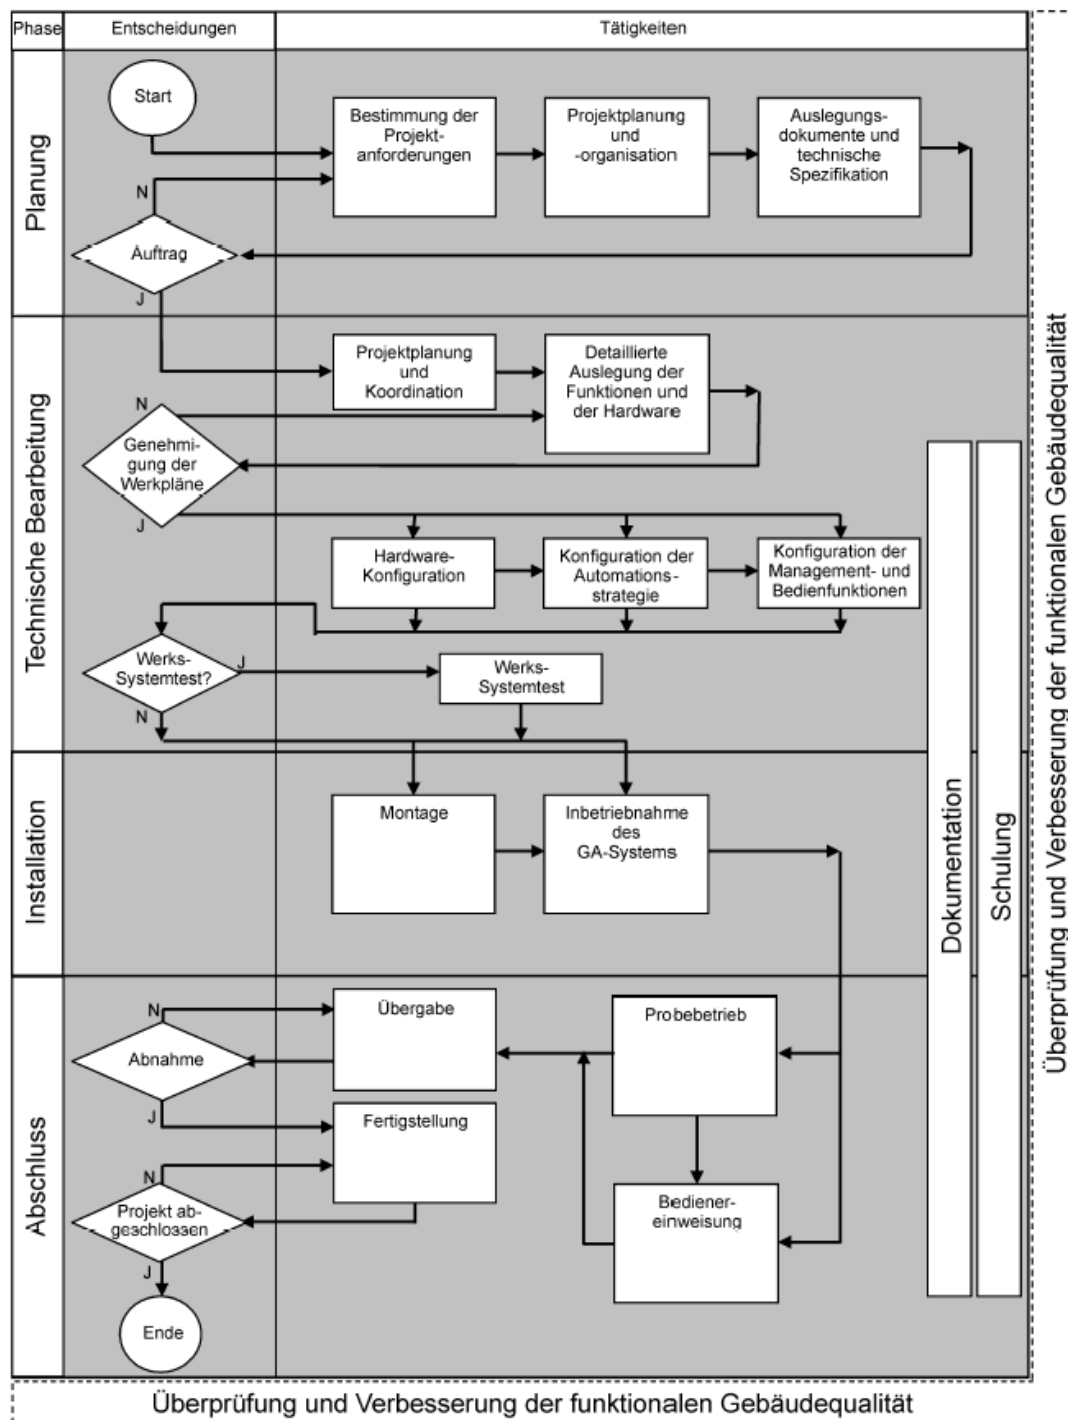 Phase
Entscheidungen
Tätigkeiten
Planung
Start
Bestimmung der
Projekt-
anforderungen
Projektplanung
und
-organisation
Auslegungs-
dokumente und
technische
Spezifikation
N
Auftrag
J
Technische Bearbeitung
Projektplanung
und
Koordination
Detaillierte
Auslegung der
Funktionen und
der Hardware
N
Genehmi-
gung der
Werkpläne
J
Hardware-
Konfiguration
Konfiguration der
Automations-
strategie
Konfiguration der
Management- und
Bedienfunktionen
Werks-
Systemtest?
J
Werks-
Systemtest
N
Installation
Montage
Inbetriebnahme
des
GA-Systems
Abschluss
N
Abnahme
J
Übergabe
Probebetrieb
Fertigstellung
N
Projekt ab-
geschlossen
J
Bediener-
einweisung
Ende
Dokumentation
Schulung
Überprüfung und Verbesserung der funktionalen Gebäudequalität
Überprüfung und Verbesserung der funktionalen Gebäudequalität